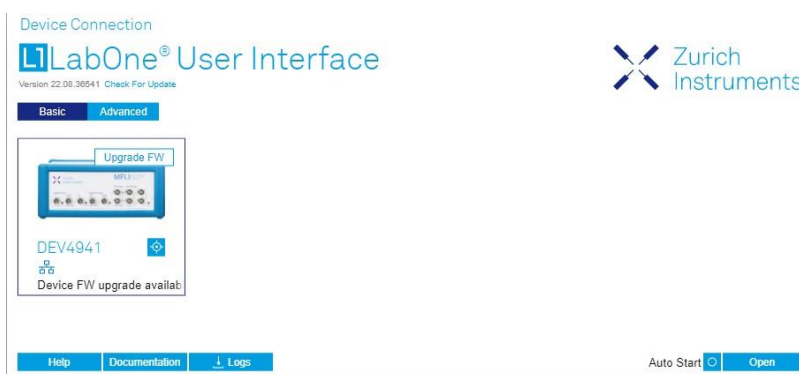 Device Connection
L1 LabOne® User Interface
Zurich
Instruments
Version 22.08.36541 Check For Update
Basic Advanced
Upgrade FW
MFLI
DEV4941
Device FW upgrade availab
Help Documentation Logs
Auto Start Open